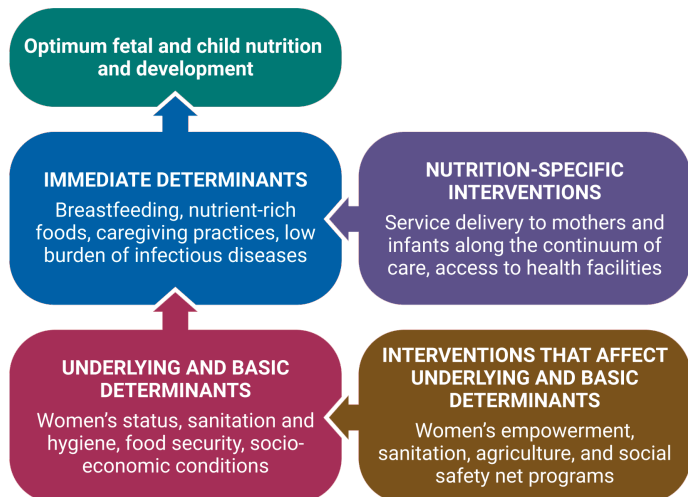 Optimum fetal and child nutrition
and development
IMMEDIATE DETERMINANTS
Breastfeeding, nutrient-rich
foods, caregiving practices, low
burden of infectious diseases
NUTRITION-SPECIFIC
INTERVENTIONS
Service delivery to mothers and
infants along the continuum of
care, access to health facilities
UNDERLYING AND BASIC
DETERMINANTS
Women’s status, sanitation and
hygiene, food security, socio-
economic conditions
INTERVENTIONS THAT AFFECT
UNDERLYING AND BASIC
DETERMINANTS
Women’s empowerment,
sanitation, agriculture, and social
safety net programs